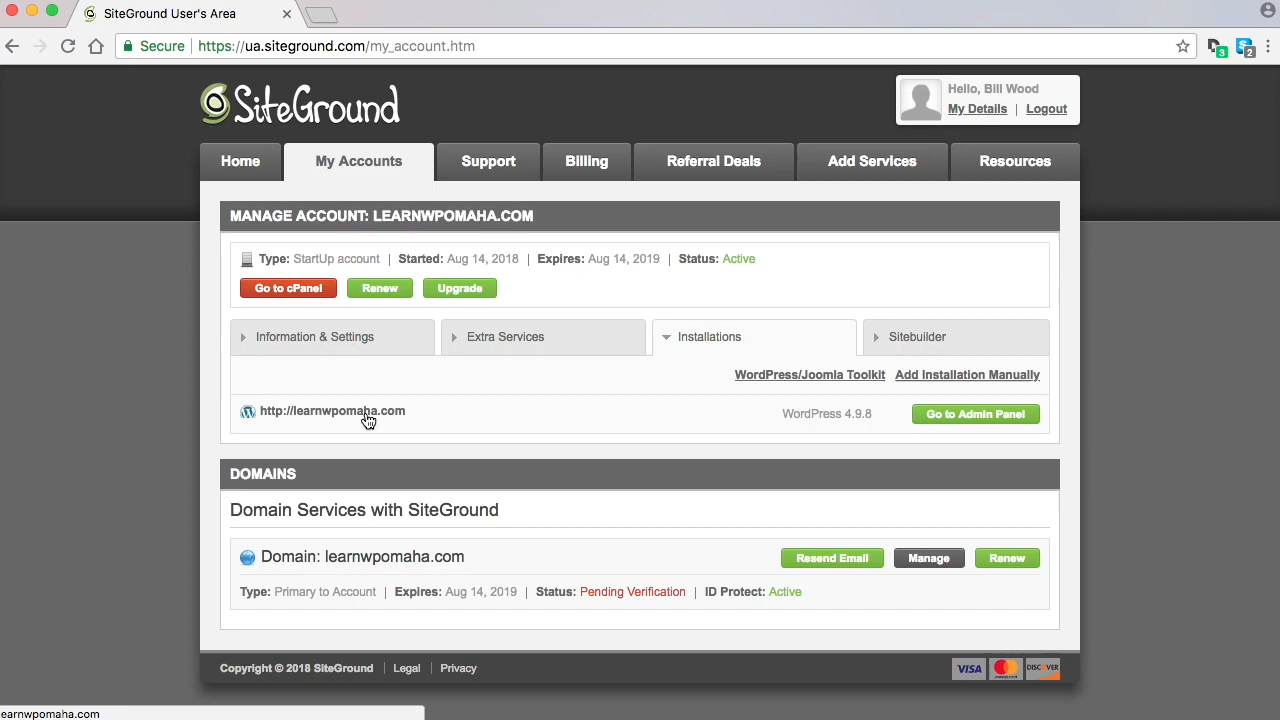 SiteGround User's Area
Secure | https://ua.siteground.com/my_account.htm
3
2
SiteGround
Hello, Bill Wood
My Details | Logout
Home
My Accounts
Support
Billing
Referral Deals
Add Services
Resources
MANAGE ACCOUNT: LEARNWPOMAHA.COM
Type: StartUp account | Started: Aug 14, 2018 | Expires: Aug 14, 2019 | Status: Active
Go to cPanel
Renew
Upgrade
Information & Settings
Extra Services
Installations
Sitebuilder
WordPress/Joomla Toolkit
Add Installation Manually
http://learnwpomaha.com
WordPress 4.9.8
Go to Admin Panel
DOMAINS
Domain Services with SiteGround
Domain: learnwpomaha.com
Resend Email
Manage
Renew
Type: Primary to Account | Expires: Aug 14, 2019 | Status: Pending Verification | ID Protect: Active
Copyright © 2018 SiteGround | Legal | Privacy
VISA
DISCOVER
earnwpomaha.com